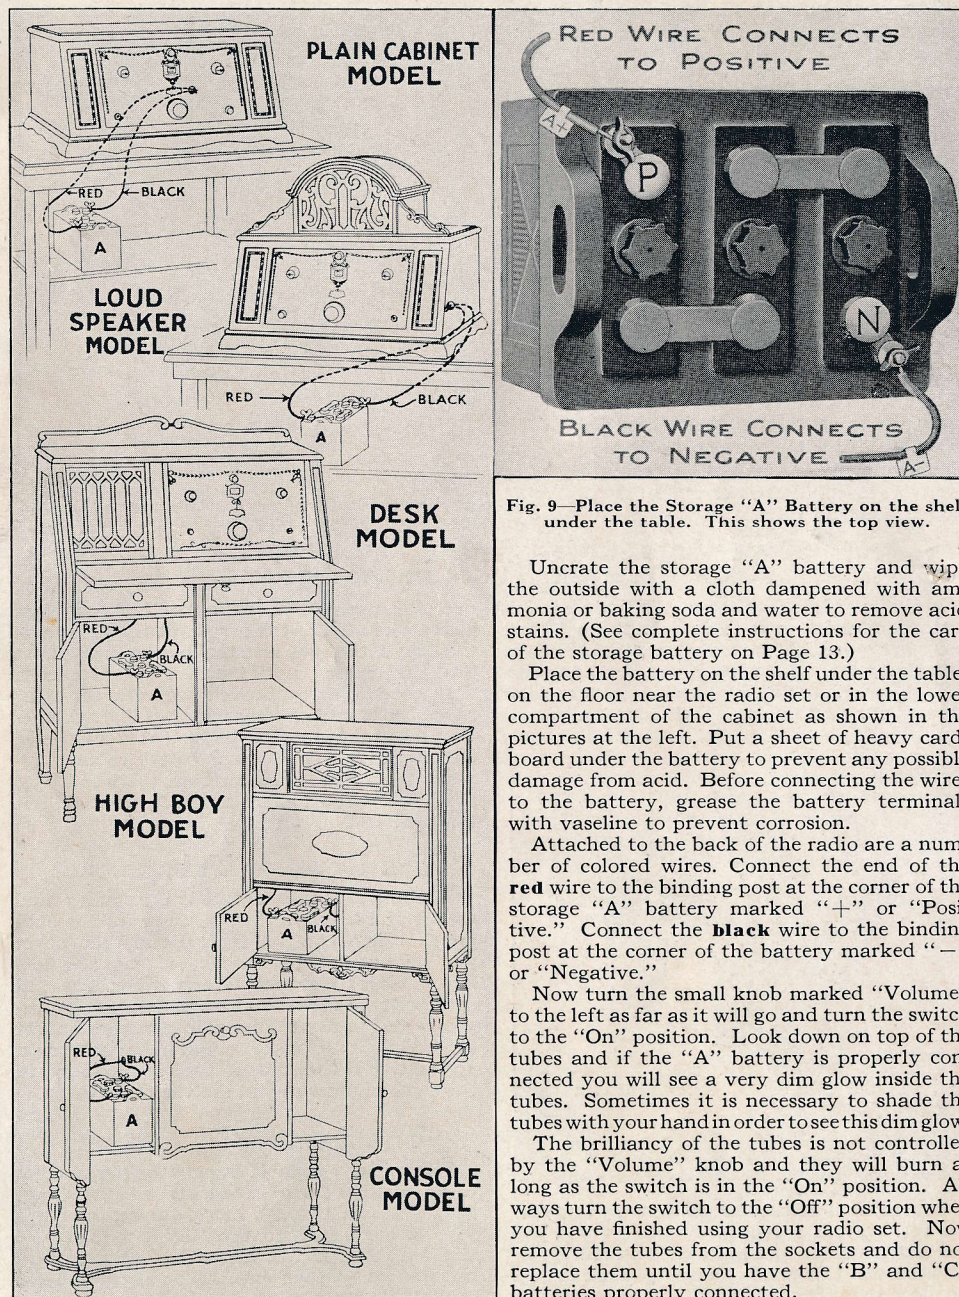 PLAIN CABINET
MODEL
RED
BLACK
A
LOUD
SPEAKER
MODEL
RED
BLACK
A
DESK
MODEL
RED
BLACK
A
HIGH BOY
MODEL
RED
BLACK
A
RED
BLACK
A
CONSOLE
MODEL
RED WIRE CONNECTS
TO POSITIVE
A+
P
N
BLACK WIRE CONNECTS
TO NEGATIVE
A-
Fig. 9—Place the Storage “A” Battery on the shel
under the table. This shows the top view.
Uncrate the storage “A” battery and wip
the outside with a cloth dampened with am
monia or baking soda and water to remove acid
stains. (See complete instructions for the car
of the storage battery on Page 13.)
Place the battery on the shelf under the table
on the floor near the radio set or in the lowe
compartment of the cabinet as shown in th
pictures at the left. Put a sheet of heavy card
board under the battery to prevent any possibl
damage from acid. Before connecting the wire
to the battery, grease the battery terminal
with vaseline to prevent corrosion.
Attached to the back of the radio are a num
ber of colored wires. Connect the end of th
red wire to the binding post at the corner of th
storage “A” battery marked “+” or “Posi
tive.” Connect the black wire to the bindin
post at the corner of the battery marked “—
or “Negative.”
Now turn the small knob marked “Volume
to the left as far as it will go and turn the switc
to the “On” position. Look down on top of th
tubes and if the “A” battery is properly con
nected you will see a very dim glow inside th
tubes. Sometimes it is necessary to shade th
tubes with your hand in order to see this dim glow
The brilliancy of the tubes is not controlle
by the “Volume” knob and they will burn a
long as the switch is in the “On” position. A
ways turn the switch to the “Off” position whe
you have finished using your radio set. Now
remove the tubes from the sockets and do no
replace them until you have the “B” and “C
batteries properly connected.